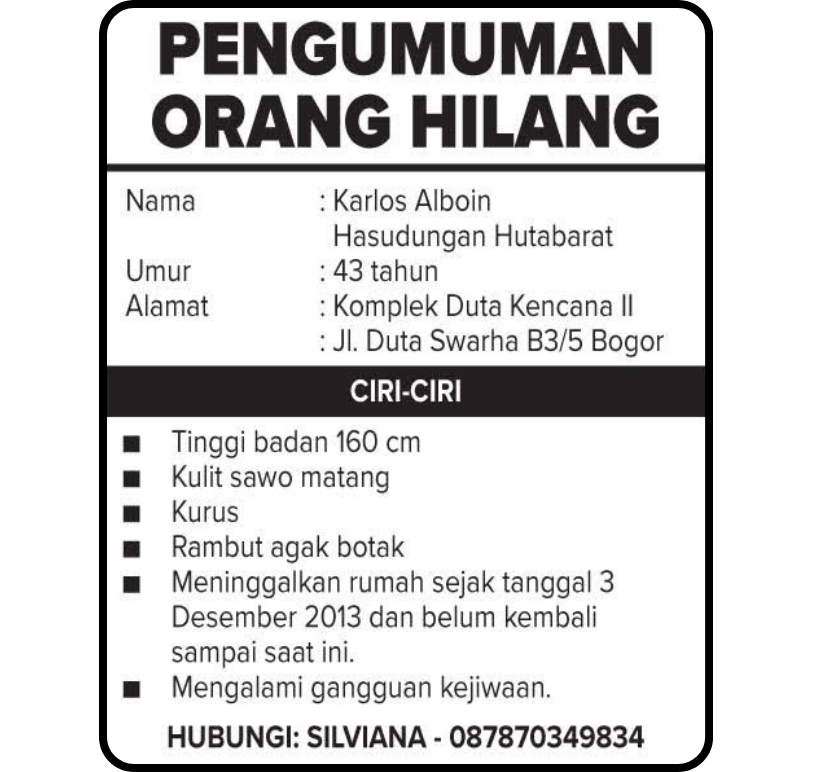 PENGUMUMAN
ORANG HILANG
Nama : Karlos Alboin
Hasudungan Hutabarat
Umur : 43 tahun
Alamat : Komplek Duta Kencana II
: Jl. Duta Swarha B3/5 Bogor
CIRI-CIRI
■ Tinggi badan 160 cm
■ Kulit sawo matang
■ Kurus
■ Rambut agak botak
■ Meninggalkan rumah sejak tanggal 3
Desember 2013 dan belum kembali
sampai saat ini.
■ Mengalami gangguan kejiwaan.
HUBUNGI: SILVIANA - 087870349834